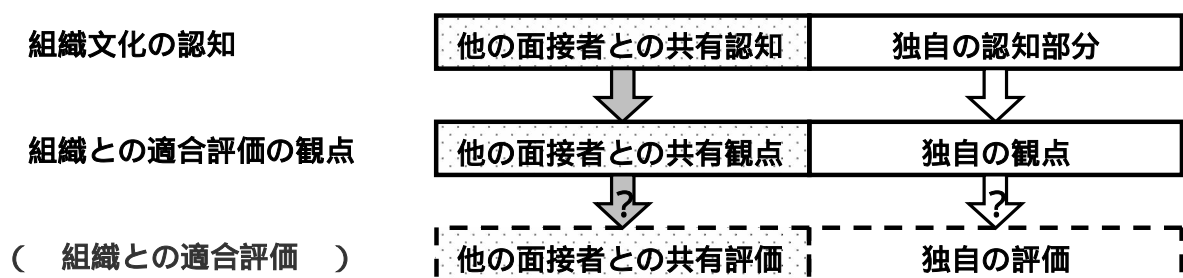 組織文化の認知 他の面接者との共有認知 独自の認知部分
組織との適合評価の観点 他の面接者との共有観点 独自の観点
? ?
( 組織との適合評価 ) 他の面接者との共有評価 独自の評価